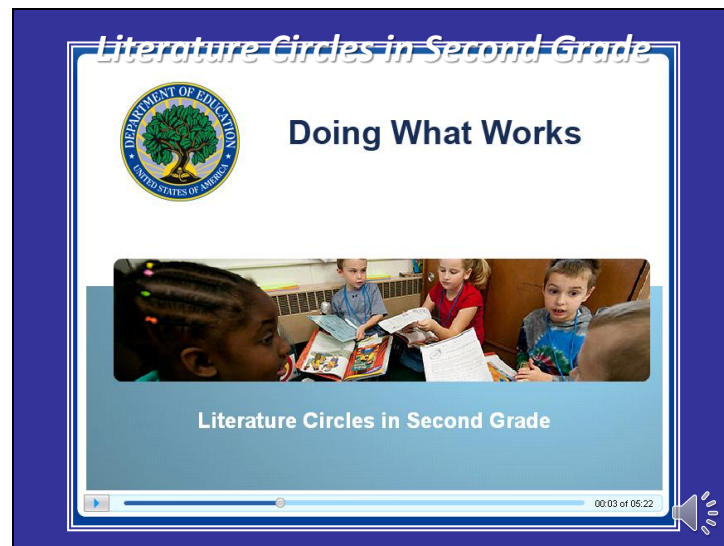 Literature Circles in Second Grade
DEPARTMENT OF EDUCATION
UNITED STATES OF AMERICA
Doing What Works
Literature Circles in Second Grade
00:03 of 05:22